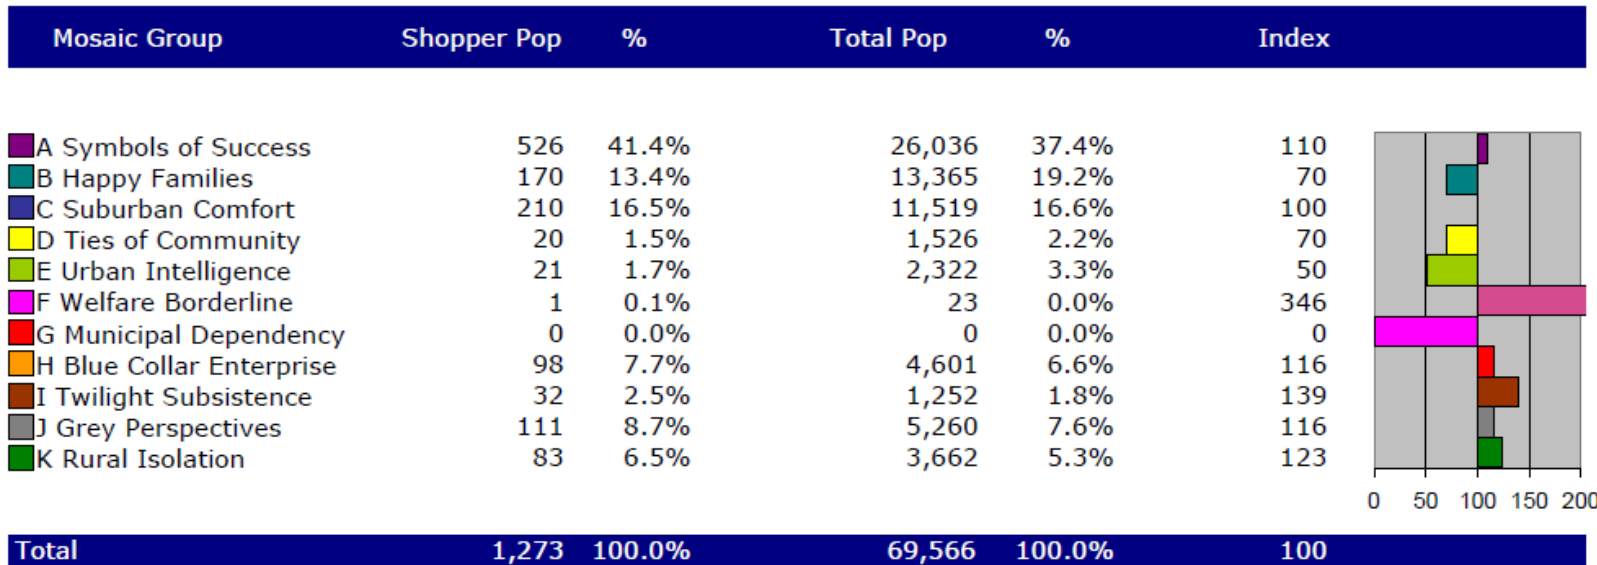 Mosaic Group Shopper Pop % Total Pop % Index
A Symbols of Success 526 41.4% 26,036 37.4% 110
B Happy Families 170 13.4% 13,365 19.2% 70
C Suburban Comfort 210 16.5% 11,519 16.6% 100
D Ties of Community 20 1.5% 1,526 2.2% 70
E Urban Intelligence 21 1.7% 2,322 3.3% 50
F Welfare Borderline 1 0.1% 23 0.0% 346
G Municipal Dependency 0 0.0% 0 0.0% 0
H Blue Collar Enterprise 98 7.7% 4,601 6.6% 116
I Twilight Subsistence 32 2.5% 1,252 1.8% 139
J Grey Perspectives 111 8.7% 5,260 7.6% 116
K Rural Isolation 83 6.5% 3,662 5.3% 123
0 50 100 150 200
Total 1,273 100.0% 69,566 100.0% 100